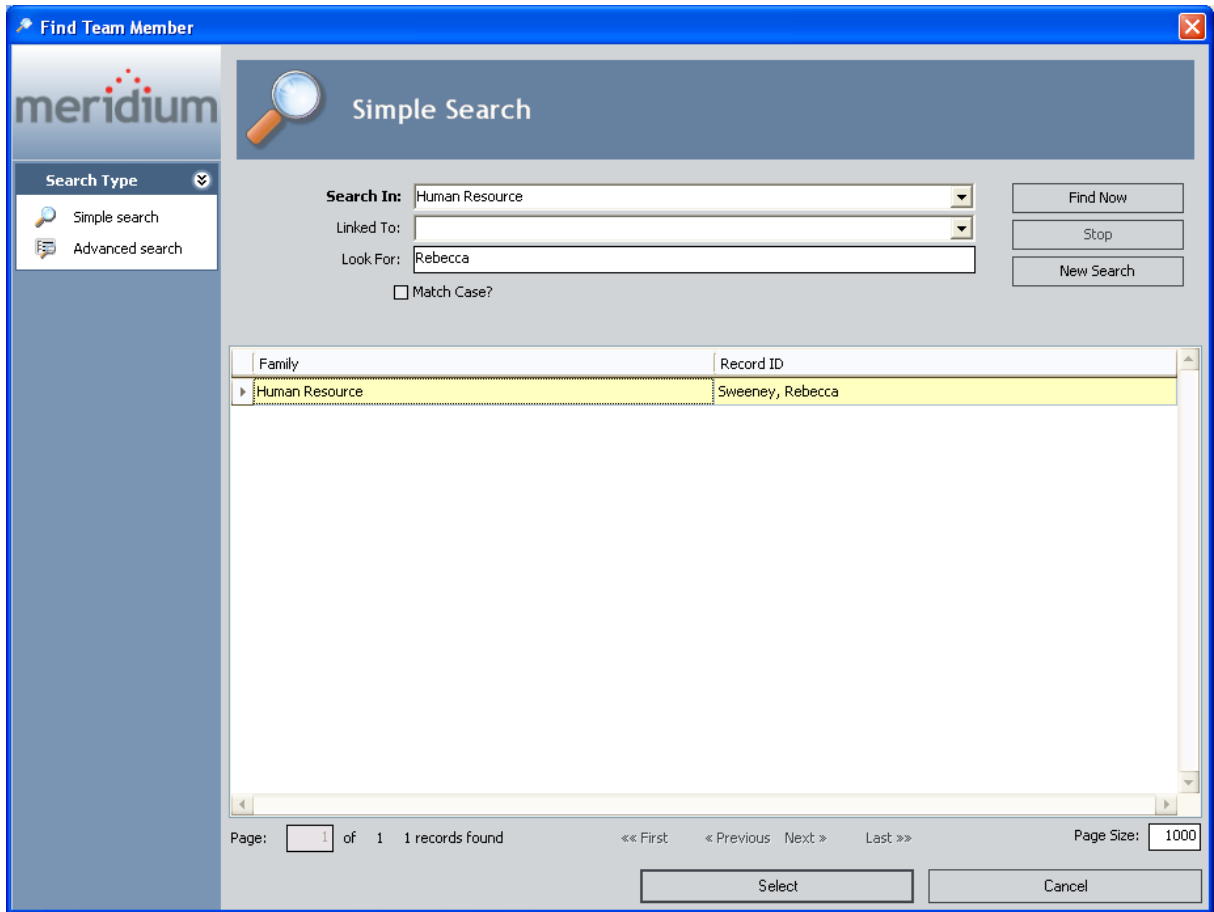 Find Team Member
meridium
Simple Search
Search Type
Simple search
Advanced search
Search In: Human Resource
Linked To:
Look For: Rebecca
Match Case?
Find Now
Stop
New Search
Family Record ID
Human Resource Sweeney, Rebecca
Page: 1 of 1 1 records found «« First « Previous Next » Last »» Page Size: 1000
Select Cancel